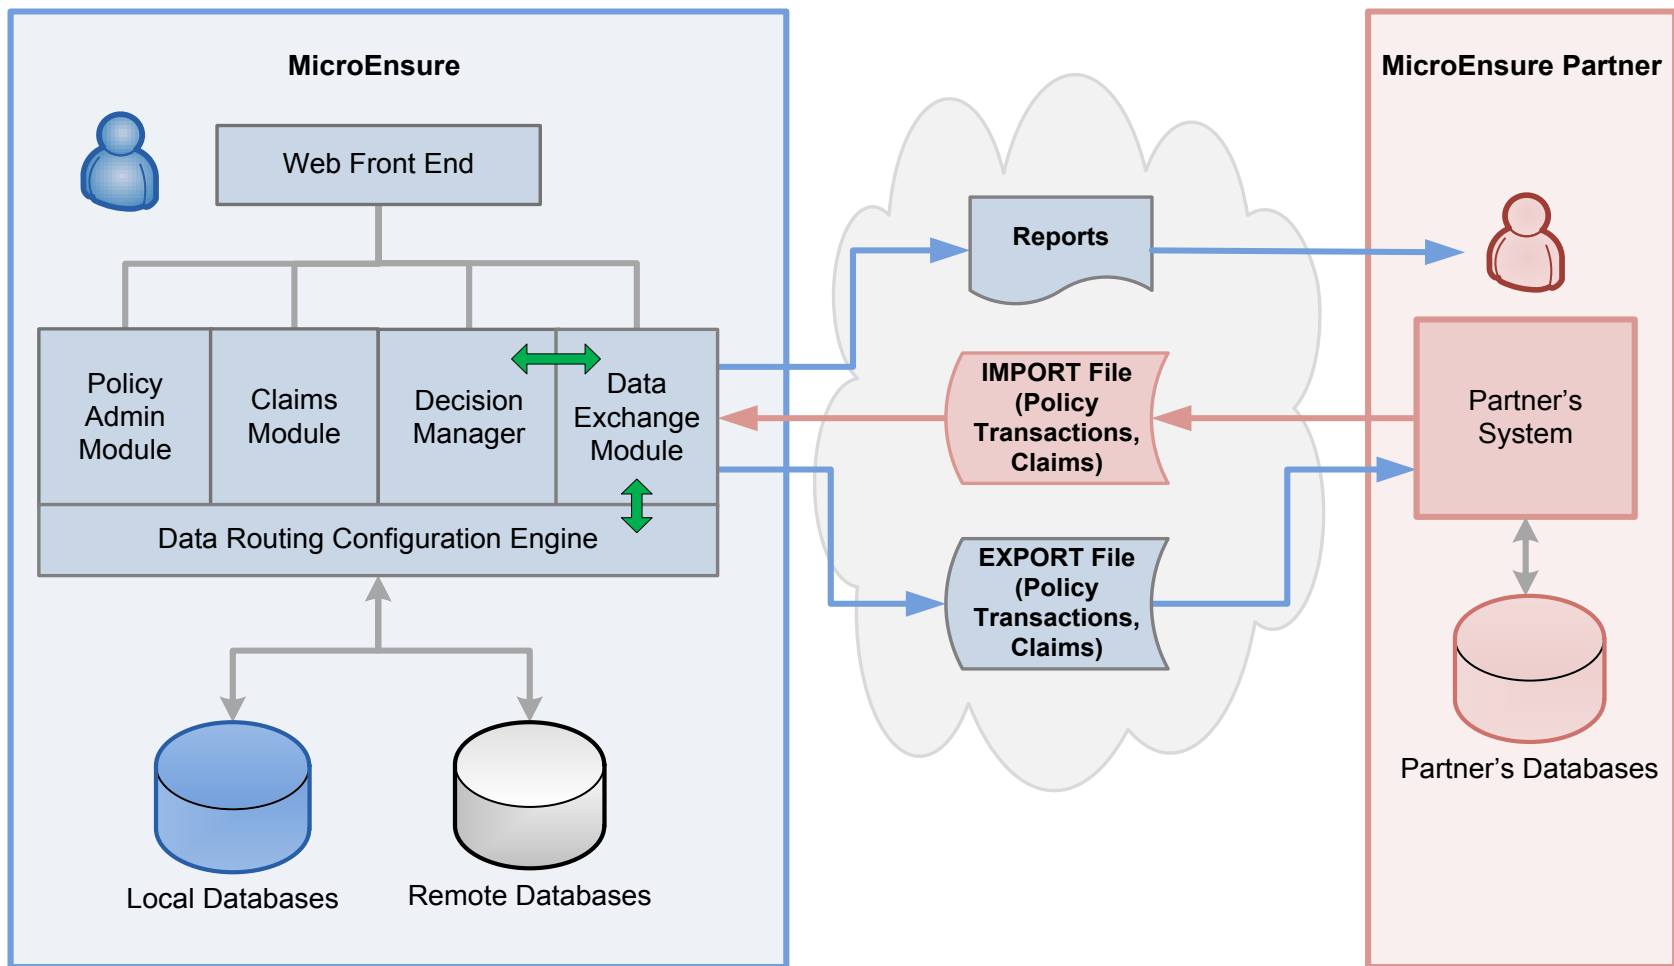 MicroEnsure
Web Front End
Policy
Admin
Module
Claims
Module
Decision
Manager
Data
Exchange
Module
Data Routing Configuration Engine
Local Databases
Remote Databases
Reports
IMPORT File
(Policy
Transactions,
Claims)
EXPORT File
(Policy
Transactions,
Claims)
MicroEnsure Partner
Partner’s
System
Partner’s Databases